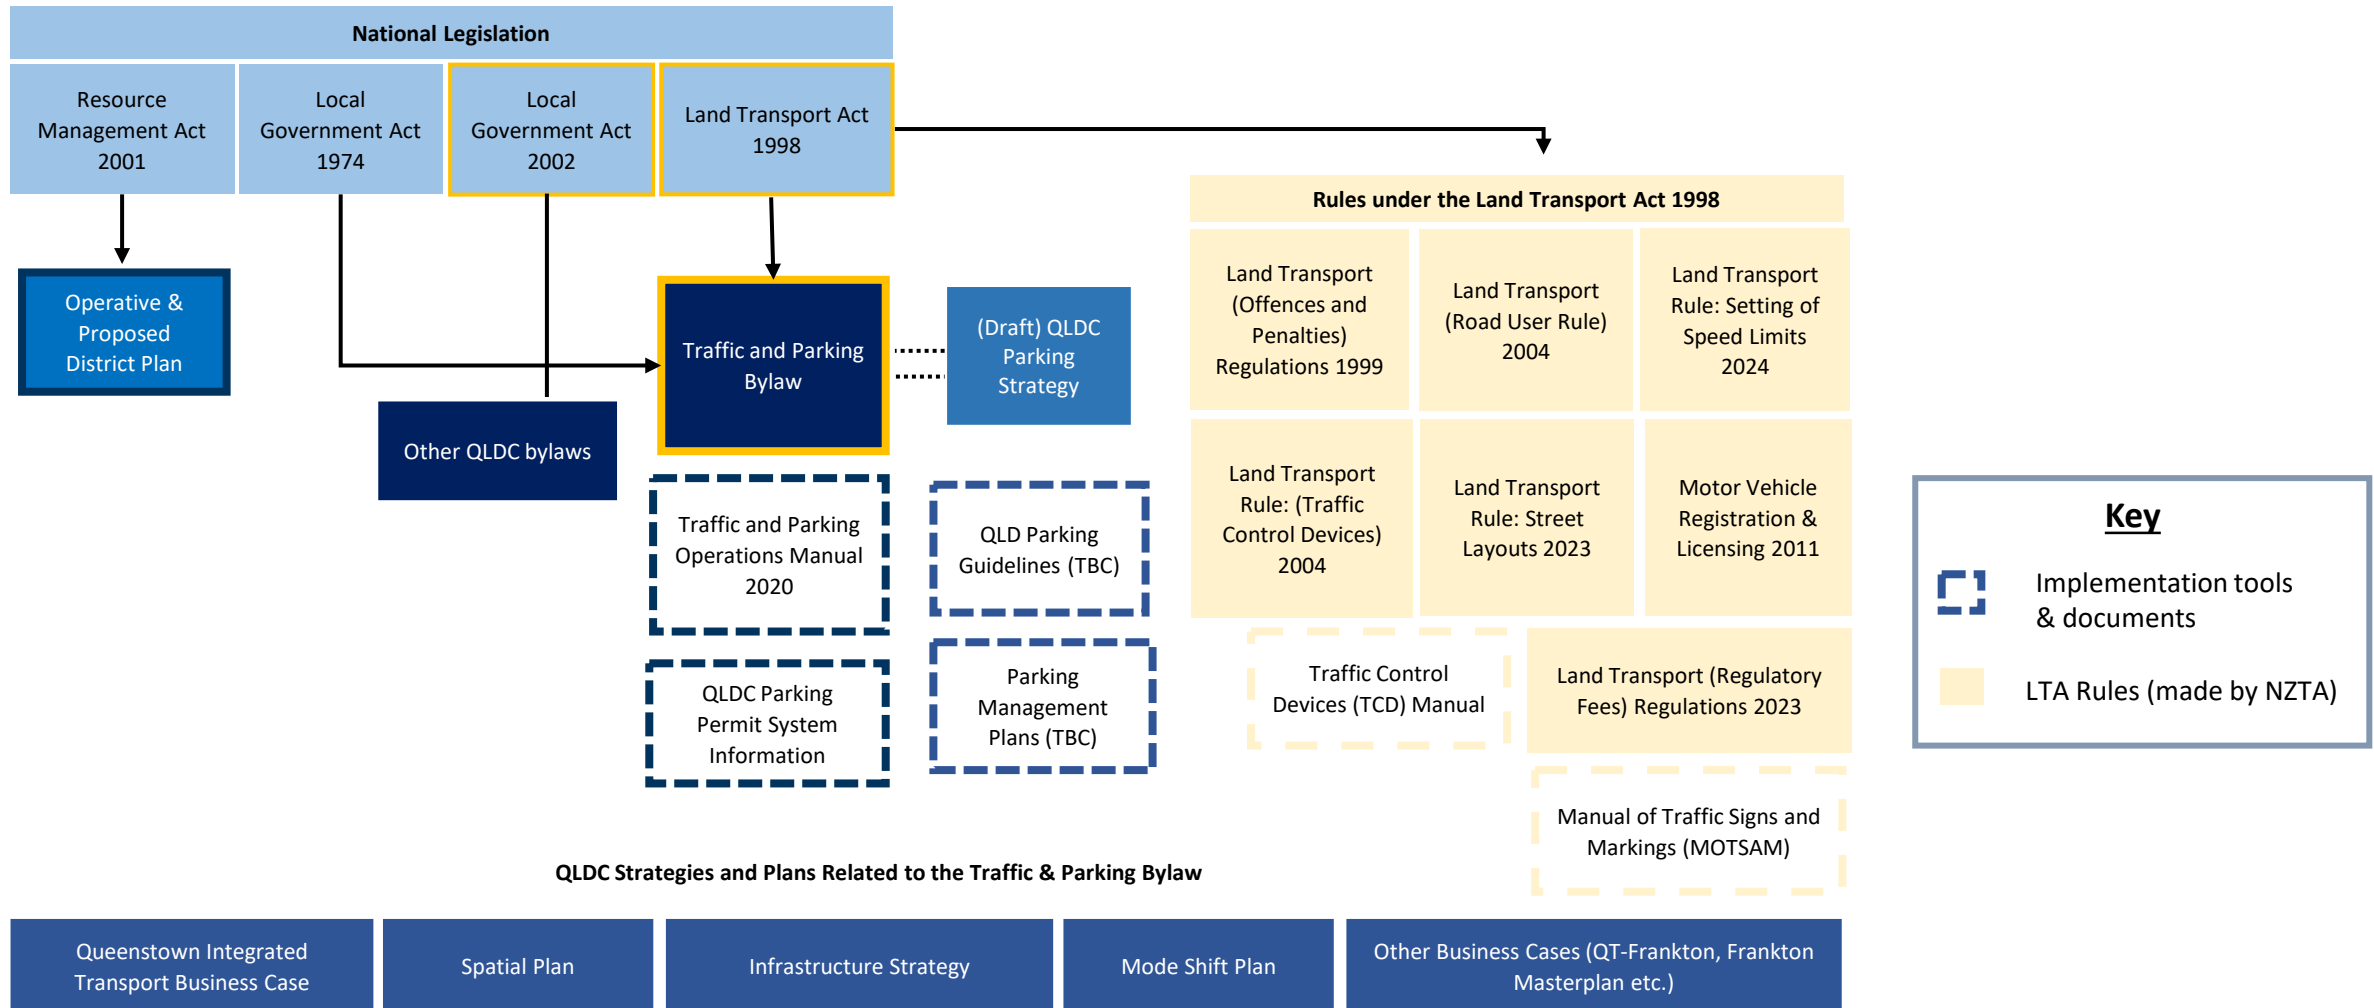 National Legislation
Resource
Management Act
2001
Local
Government Act
1974
Local
Government Act
2002
Land Transport Act
1998
Operative &
Proposed
District Plan
Traffic and Parking
Bylaw
(Draft) QLDC
Parking
Strategy
Other QLDC bylaws
Traffic and Parking
Operations Manual
2020
QLD Parking
Guidelines (TBC)
QLDC Parking
Permit System
Information
Parking
Management
Plans (TBC)
Rules under the Land Transport Act 1998
Land Transport
(Offences and
Penalties)
Regulations 1999
Land Transport
(Road User Rule)
2004
Land Transport
Rule: Setting of
Speed Limits
2024
Land Transport
Rule: (Traffic
Control Devices)
2004
Land Transport
Rule: Street
Layouts 2023
Motor Vehicle
Registration &
Licensing 2011
Traffic Control
Devices (TCD) Manual
Land Transport (Regulatory
Fees) Regulations 2023
Manual of Traffic Signs and
Markings (MOTSAM)
Key
Implementation tools
& documents
LTA Rules (made by NZTA)
QLDC Strategies and Plans Related to the Traffic & Parking Bylaw
Queenstown Integrated
Transport Business Case
Spatial Plan
Infrastructure Strategy
Mode Shift Plan
Other Business Cases (QT-Frankton, Frankton
Masterplan etc.)